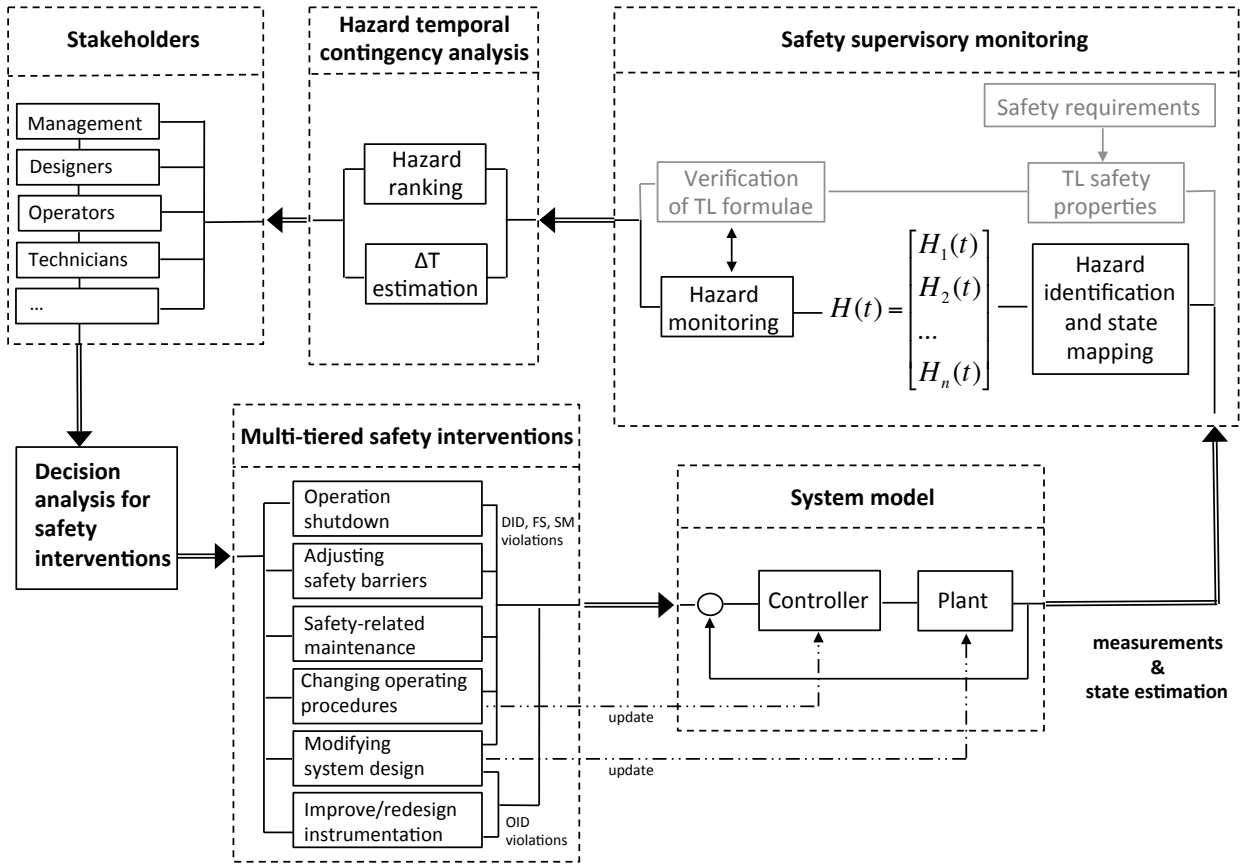 Stakeholders
Management
Designers
Operators
Technicians
...
Hazard temporal
contingency analysis
Hazard
ranking
ΔT
estimation
Safety supervisory monitoring
Safety requirements
Verification
of TL formulae
TL safety
properties
Hazard
monitoring
H(t) =
H₁(t)
H₂(t)
...
Hₙ(t)
Hazard
identification
and state
mapping
Decision
analysis for
safety
interventions
Multi-tiered safety interventions
Operation
shutdown
Adjusting
safety barriers
Safety-related
maintenance
Changing operating
procedures
Modifying
system design
Improve/redesign
instrumentation
DID, FS, SM
violations
OID
violations
update
update
System model
Controller
Plant
measurements
&
state estimation